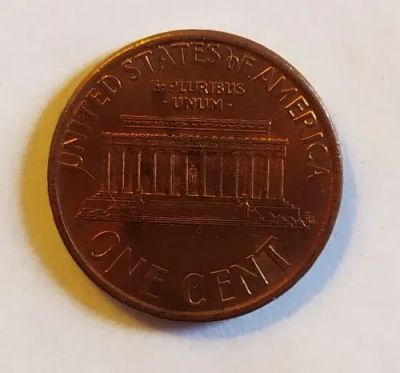 UNITED STATES of AMERICA
E PLURIBUS
· UNUM ·
ONE CENT